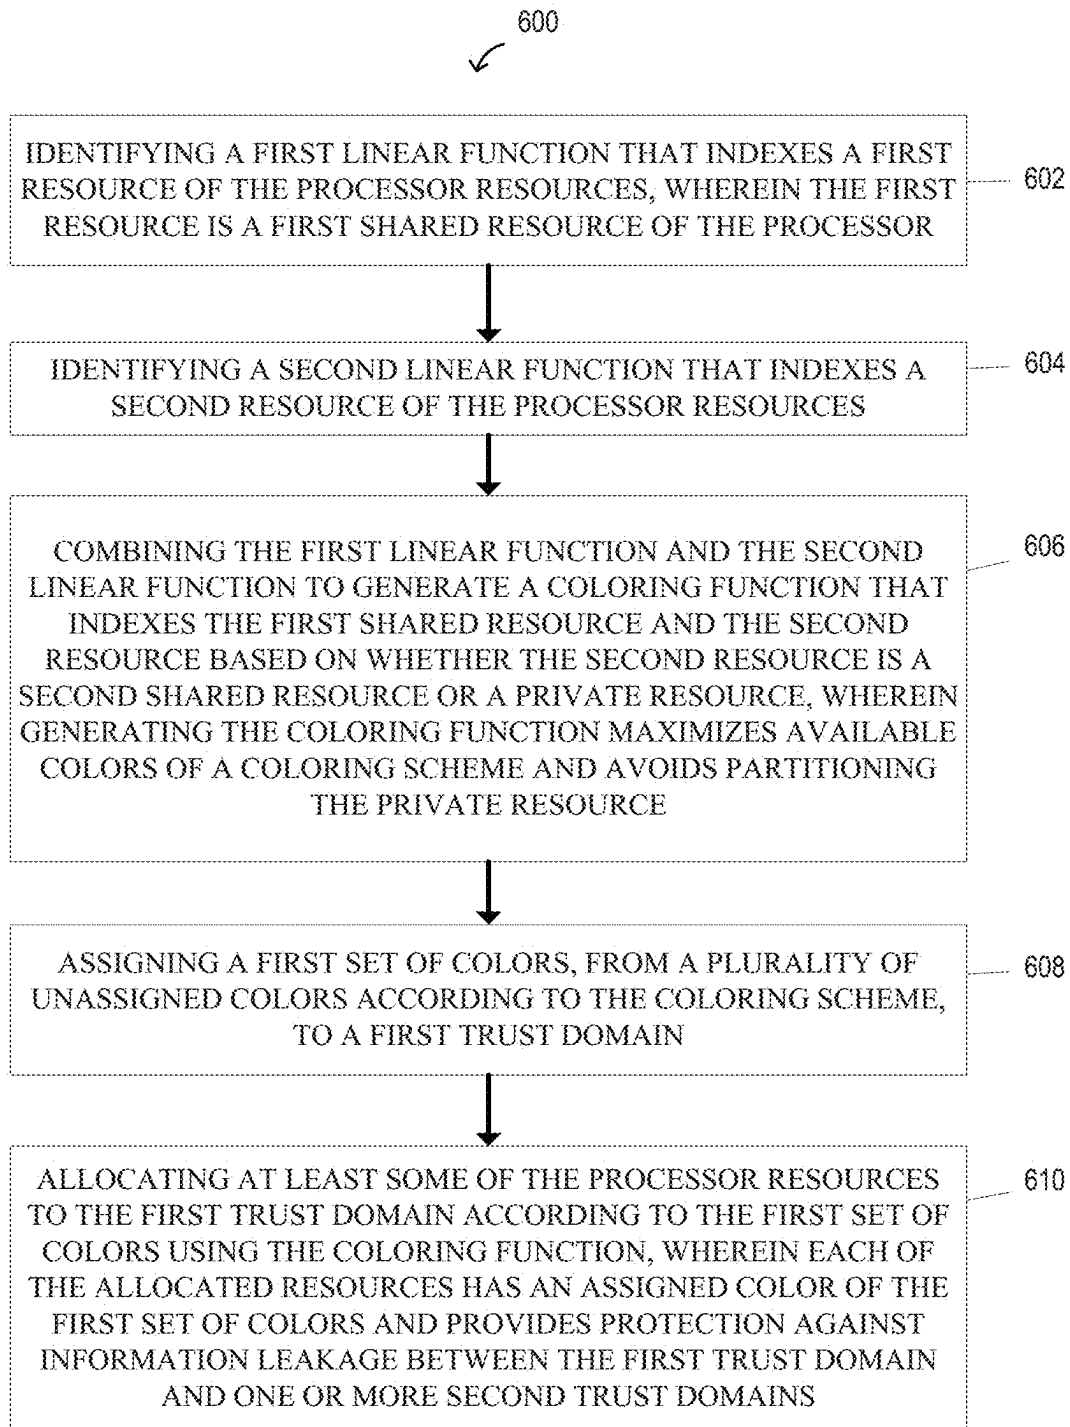 600
IDENTIFYING A FIRST LINEAR FUNCTION THAT INDEXES A FIRST
RESOURCE OF THE PROCESSOR RESOURCES, WHEREIN THE FIRST
RESOURCE IS A FIRST SHARED RESOURCE OF THE PROCESSOR
602
IDENTIFYING A SECOND LINEAR FUNCTION THAT INDEXES A
SECOND RESOURCE OF THE PROCESSOR RESOURCES
604
COMBINING THE FIRST LINEAR FUNCTION AND THE SECOND
LINEAR FUNCTION TO GENERATE A COLORING FUNCTION THAT
INDEXES THE FIRST SHARED RESOURCE AND THE SECOND
RESOURCE BASED ON WHETHER THE SECOND RESOURCE IS A
SECOND SHARED RESOURCE OR A PRIVATE RESOURCE, WHEREIN
GENERATING THE COLORING FUNCTION MAXIMIZES AVAILABLE
COLORS OF A COLORING SCHEME AND AVOIDS PARTITIONING
THE PRIVATE RESOURCE
606
ASSIGNING A FIRST SET OF COLORS, FROM A PLURALITY OF
UNASSIGNED COLORS ACCORDING TO THE COLORING SCHEME,
TO A FIRST TRUST DOMAIN
608
ALLOCATING AT LEAST SOME OF THE PROCESSOR RESOURCES
TO THE FIRST TRUST DOMAIN ACCORDING TO THE FIRST SET OF
COLORS USING THE COLORING FUNCTION, WHEREIN EACH OF
THE ALLOCATED RESOURCES HAS AN ASSIGNED COLOR OF THE
FIRST SET OF COLORS AND PROVIDES PROTECTION AGAINST
INFORMATION LEAKAGE BETWEEN THE FIRST TRUST DOMAIN
AND ONE OR MORE SECOND TRUST DOMAINS
610